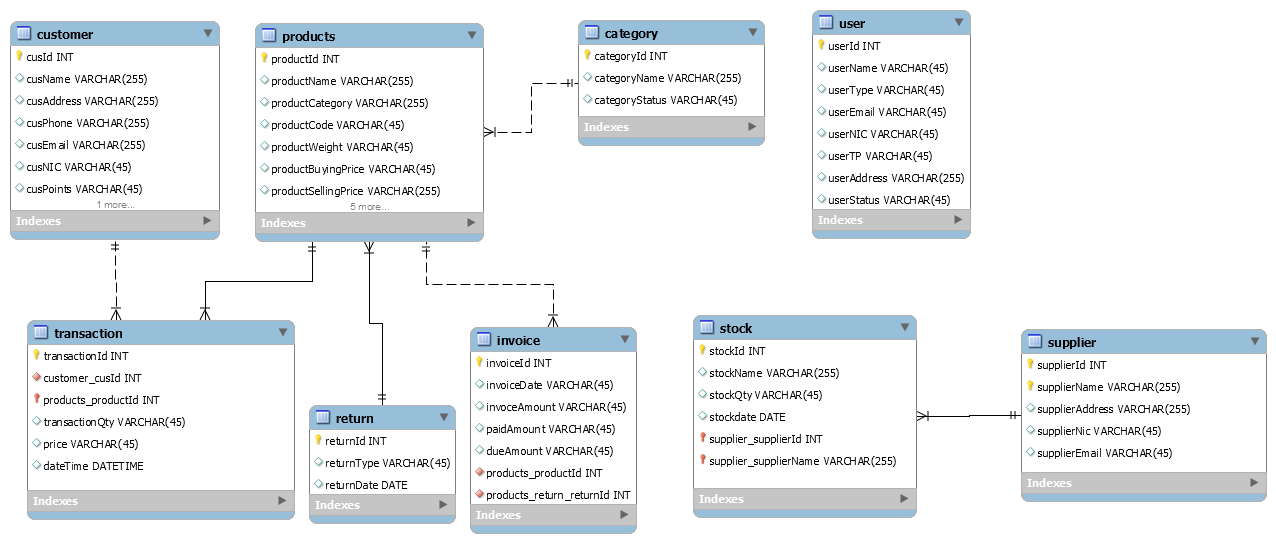 customer
cusId INT
cusName VARCHAR(255)
cusAddress VARCHAR(255)
cusPhone VARCHAR(255)
cusEmail VARCHAR(255)
cusNIC VARCHAR(45)
cusPoints VARCHAR(45)
1 more...
Indexes
products
productId INT
productName VARCHAR(255)
productCategory VARCHAR(255)
productCode VARCHAR(45)
productWeight VARCHAR(45)
productBuyingPrice VARCHAR(45)
productSellingPrice VARCHAR(255)
5 more...
Indexes
category
categoryId INT
categoryName VARCHAR(255)
categoryStatus VARCHAR(45)
Indexes
user
userId INT
userName VARCHAR(45)
userType VARCHAR(45)
userEmail VARCHAR(45)
userNIC VARCHAR(45)
userTP VARCHAR(45)
userAddress VARCHAR(255)
userStatus VARCHAR(45)
Indexes
transaction
transactionId INT
customer_cusId INT
products_productId INT
transactionQty VARCHAR(45)
price VARCHAR(45)
dateTime DATETIME
Indexes
return
returnId INT
returnType VARCHAR(45)
returnDate DATE
Indexes
invoice
invoiceId INT
invoiceDate VARCHAR(45)
invoceAmount VARCHAR(45)
paidAmount VARCHAR(45)
dueAmount VARCHAR(45)
products_productId INT
products_return_returnId INT
Indexes
stock
stockId INT
stockName VARCHAR(255)
stockQty VARCHAR(45)
stockdate DATE
supplier_supplierId INT
supplier_supplierName VARCHAR(255)
Indexes
supplier
supplierId INT
supplierName VARCHAR(255)
supplierAddress VARCHAR(255)
supplierNic VARCHAR(45)
supplierEmail VARCHAR(45)
Indexes